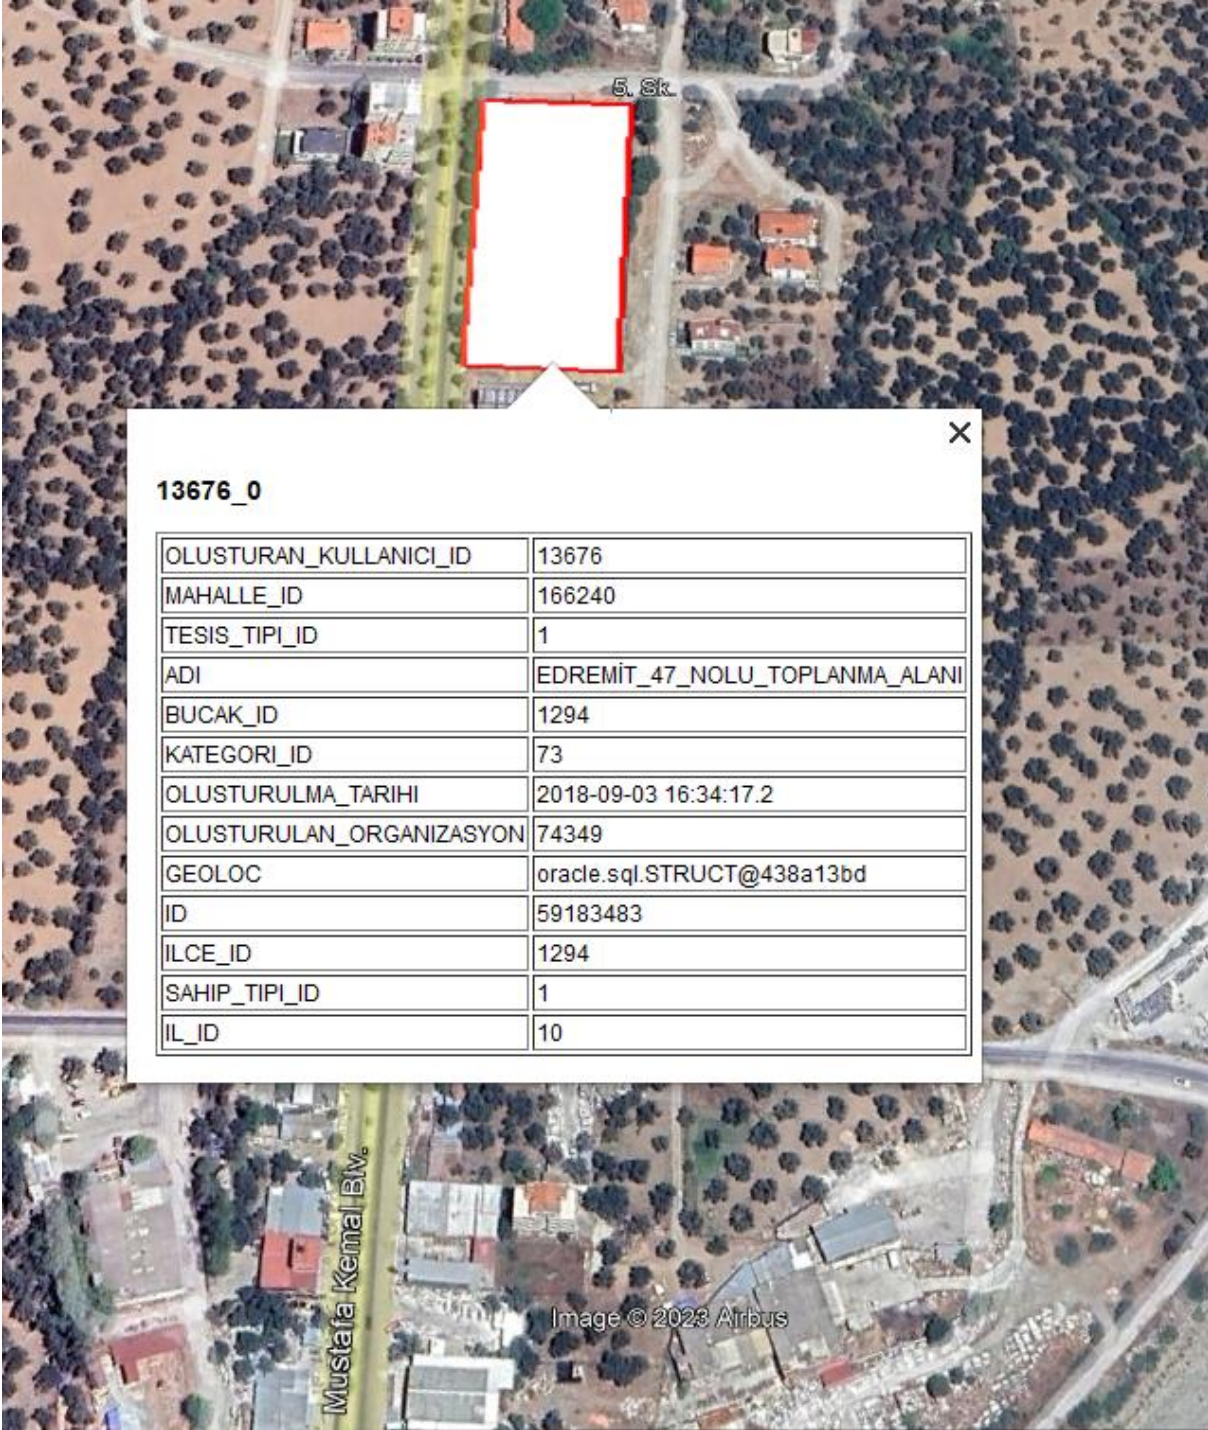 5. Sk.
13676_0
OLUSTURAN_KULLANICI_ID 13676
MAHALLE_ID 166240
TESIS_TIPI_ID 1
ADI EDREMİT_47_NOLU_TOPLANMA_ALANI
BUCAK_ID 1294
KATEGORI_ID 73
OLUSTURULMA_TARIHI 2018-09-03 16:34:17.2
OLUSTURULAN_ORGANIZASYON 74349
GEOLOC oracle.sql.STRUCT@438a13bd
ID 59183483
ILCE_ID 1294
SAHIP_TIPI_ID 1
IL_ID 10
Mustafa Kemal Blv.
Image © 2023 Airbus